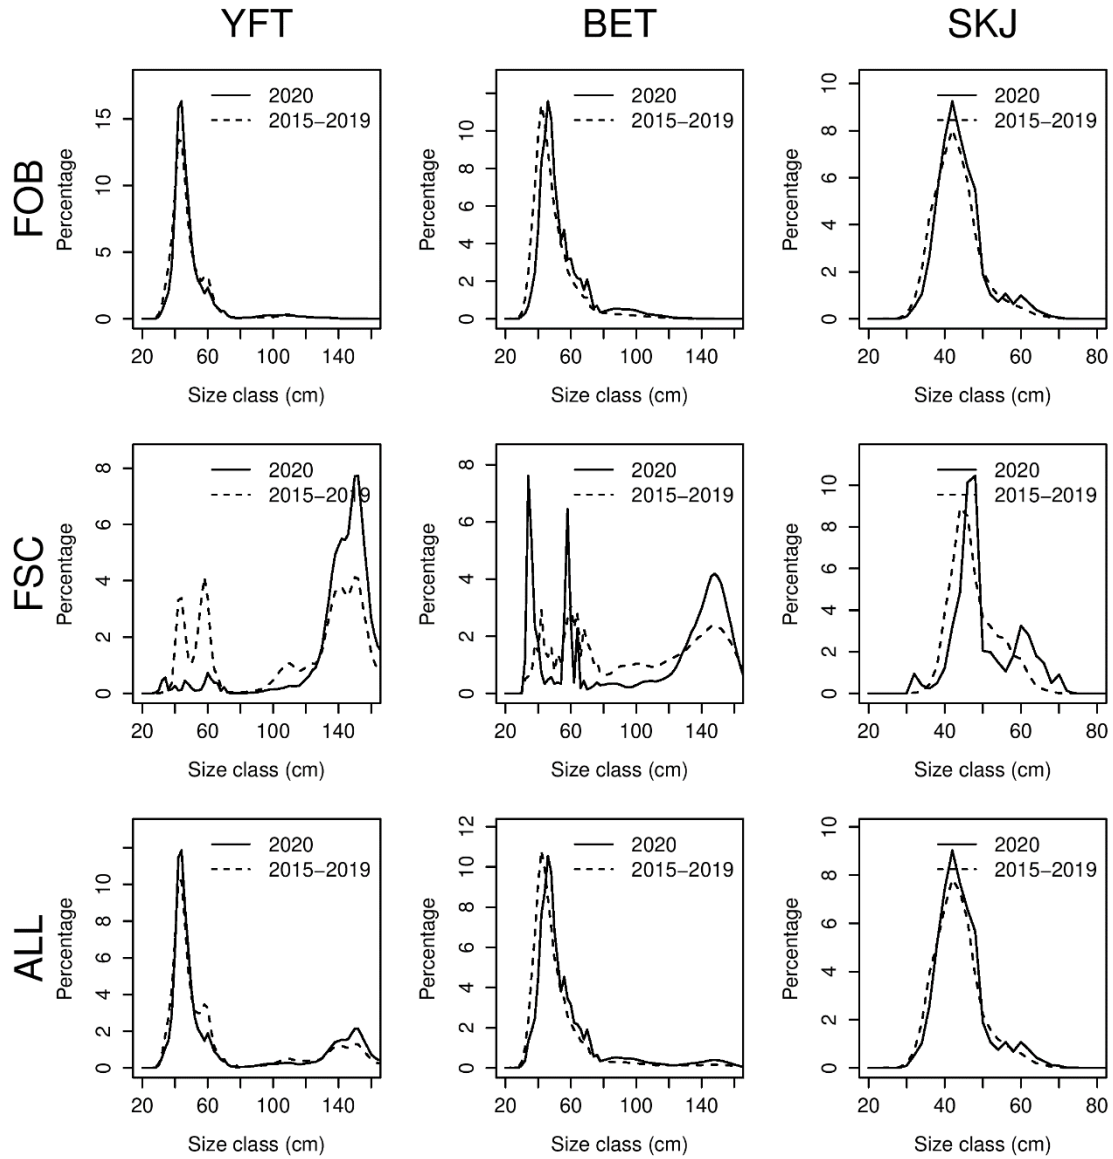 YFT BET SKJ
FOB
Percentage
0 5 10 15
2020
2015−2019
20 60 100 140
Size class (cm)
Percentage
0 2 4 6 8 10
2020
2015−2019
20 60 100 140
Size class (cm)
Percentage
0 2 4 6 8 10
2020
2015−2019
20 40 60 80
Size class (cm)
FSC
Percentage
0 2 4 6 8
2020
2015−2019
20 60 100 140
Size class (cm)
Percentage
0 2 4 6 8
2020
2015−2019
20 60 100 140
Size class (cm)
Percentage
0 2 4 6 8 10
2020
2015−2019
20 40 60 80
Size class (cm)
ALL
Percentage
0 2 4 6 8 10
2020
2015−2019
20 60 100 140
Size class (cm)
Percentage
0 2 4 6 8 10 12
2020
2015−2019
20 60 100 140
Size class (cm)
Percentage
0 2 4 6 8 10
2020
2015−2019
20 40 60 80
Size class (cm)